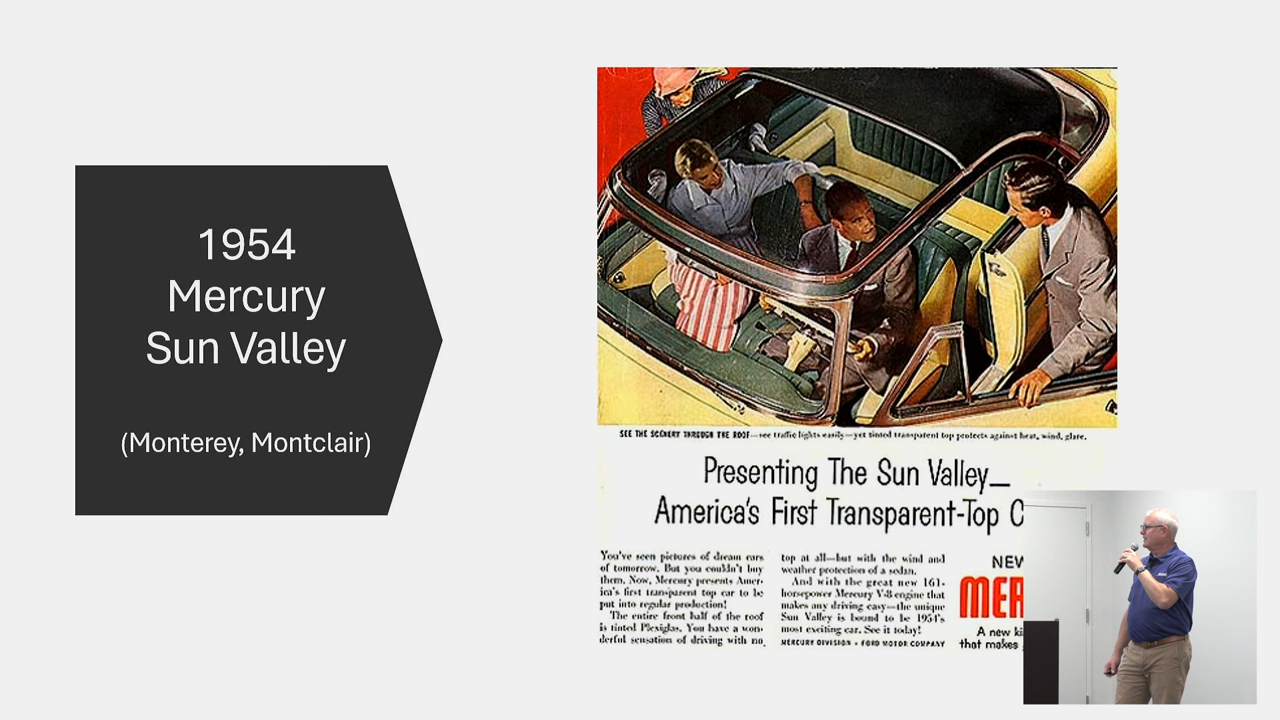 1954
Mercury
Sun Valley
(Monterey, Montclair)
SEE THE SCENERY THROUGH THE ROOF—see traffic lights easily—yet tinted transparent top protects against heat, wind, glare.
Presenting The Sun Valley—
America's First Transparent-Top C
You've seen pictures of dream cars
of tomorrow. But you couldn't buy
them. Now, Mercury presents Amer-
ica's first transparent top car to be
put into regular production!
The entire front half of the roof
is tinted Plexiglas. You have a won-
derful sensation of driving with no
top at all—but with the wind and
weather protection of a sedan.
And with the great new 161-
horsepower Mercury V-8 engine that
makes any driving easy—the unique
Sun Valley is bound to be 1954's
most exciting car. See it today!
MERCURY DIVISION • FORD MOTOR COMPANY
NEW
MER
A new ki
that makes